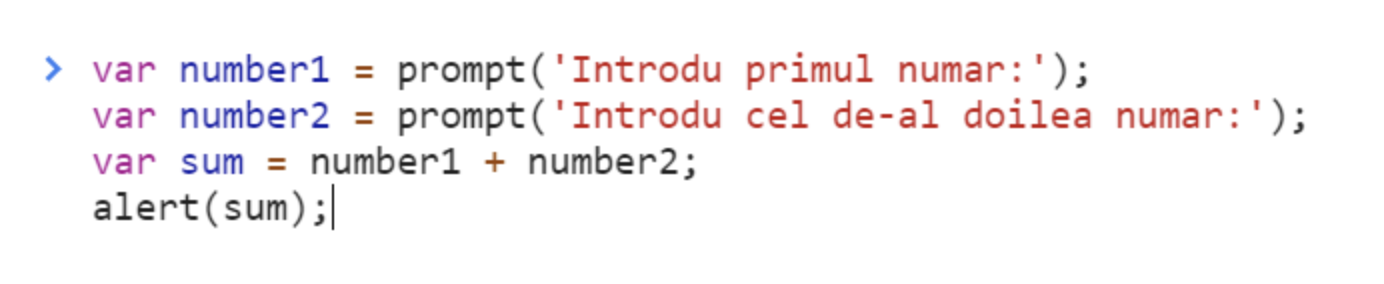 var number1 = prompt('Introdu primul numar:');
var number2 = prompt('Introdu cel de-al doilea numar:');
var sum = number1 + number2;
alert(sum);